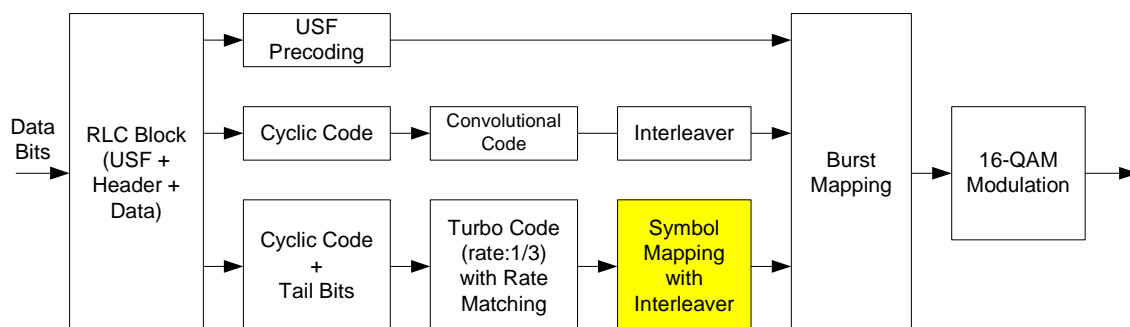 Data
Bits
RLC Block
(USF +
Header +
Data)
USF
Precoding
Cyclic Code
Convolutional
Code
Interleaver
Cyclic Code
+
Tail Bits
Turbo Code
(rate:1/3)
with Rate
Matching
Symbol
Mapping
with
Interleaver
Burst
Mapping
16-QAM
Modulation